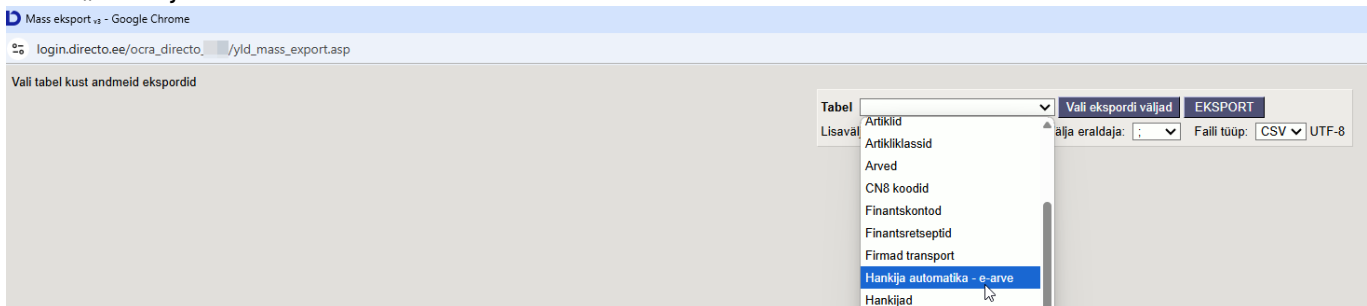 Mass eksport v3 - Google Chrome
login.directo.ee/ocra_directo_ /yld_mass_export.asp
Vali tabel kust andmeid ekspordid
Tabel Vali ekspordi väljad EKSPORT
Lisaväl älja eraldaja: ; Faili tüüp: CSV UTF-8
Artiklid
Artikliklassid
Arved
CN8 koodid
Finantskontod
Finantsretseptid
Firmad transport
Hankija automatika - e-arve
Hankijad